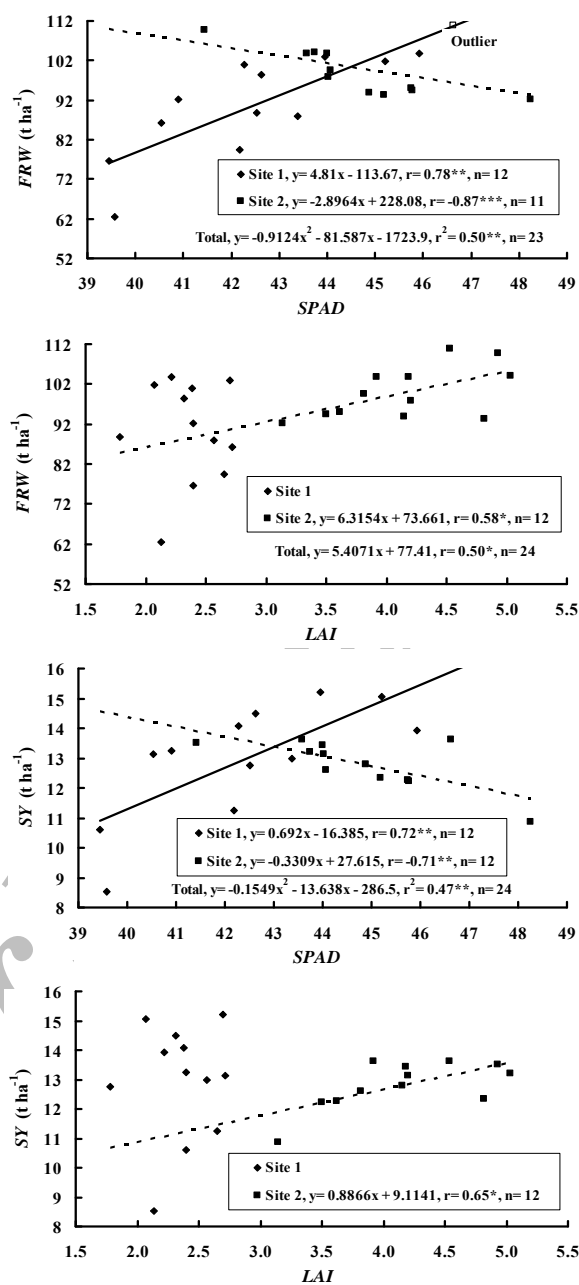 112
102
92
82
72
62
52
FRW (t ha⁻¹)
Outlier
Site 1, y= 4.81x - 113.67, r= 0.78**, n= 12
Site 2, y= -2.8964x + 228.08, r= -0.87***, n= 11
Total, y= -0.9124x² - 81.587x - 1723.9, r²= 0.50**, n= 23
39 40 41 42 43 44 45 46 47 48 49
SPAD
112
102
92
82
72
62
52
FRW (t ha⁻¹)
Site 1
Site 2, y= 6.3154x + 73.661, r= 0.58*, n= 12
Total, y= 5.4071x + 77.41, r= 0.50*, n= 24
1.5 2.0 2.5 3.0 3.5 4.0 4.5 5.0
LAI
16
15
14
13
12
11
10
9
8
SY (t ha⁻¹)
Site 1, y= 0.692x - 16.385, r= 0.72**, n= 12
Site 2, y= -0.3309x + 27.615, r= -0.71**, n= 12
Total, y= -0.1549x² - 13.638x - 286.5, r²= 0.47**, n= 24
39 40 41 42 43 44 45 46 47 48 49
SPAD
16
15
14
13
12
11
10
9
8
SY (t ha⁻¹)
Site 1
Site 2, y= 0.8866x + 9.1141, r= 0.65*, n= 12
1.5 2.0 2.5 3.0 3.5 4.0 4.5 5.0
LAI